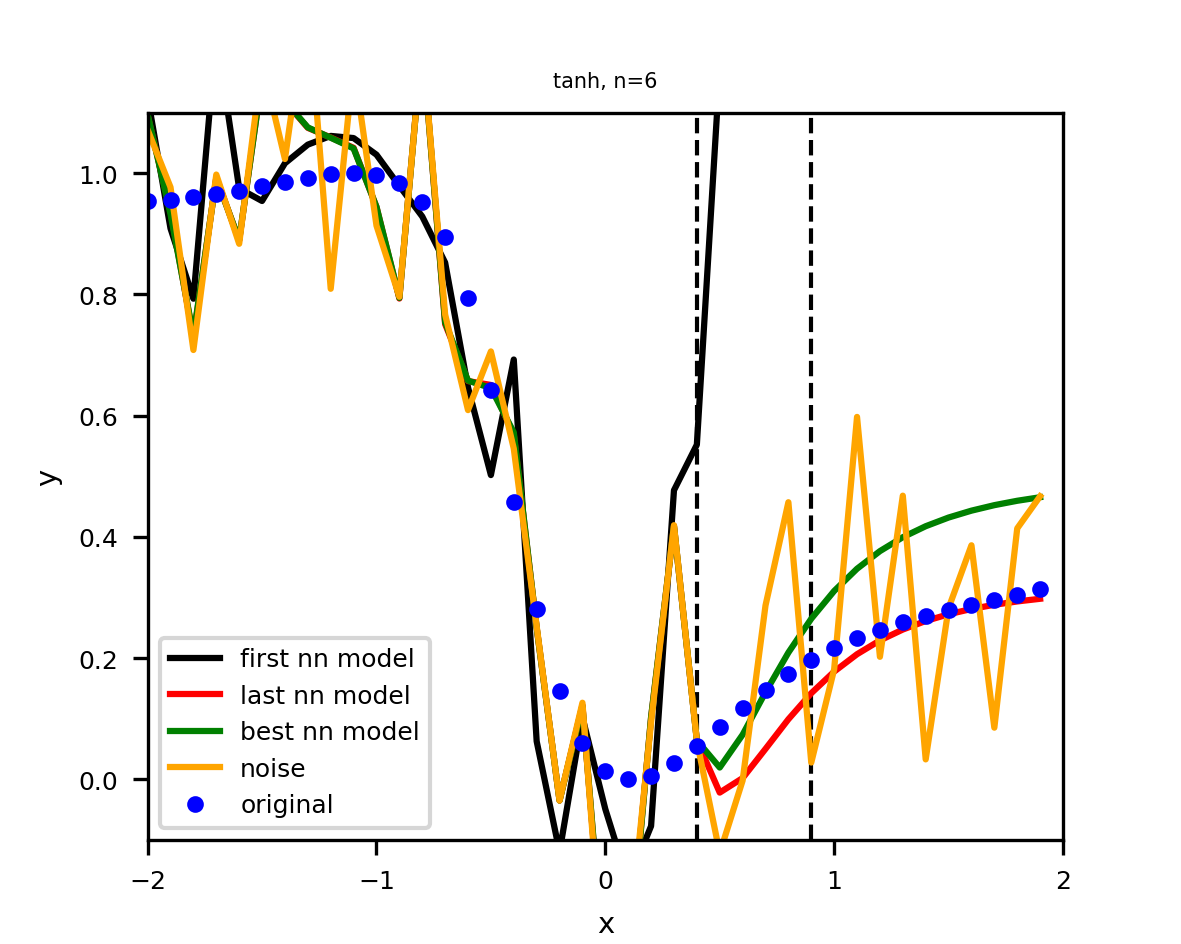 tanh, n=6
1.0
0.8
0.6
0.4
0.2
0.0
y
first nn model
last nn model
best nn model
noise
original
−2
−1
0
1
2
x